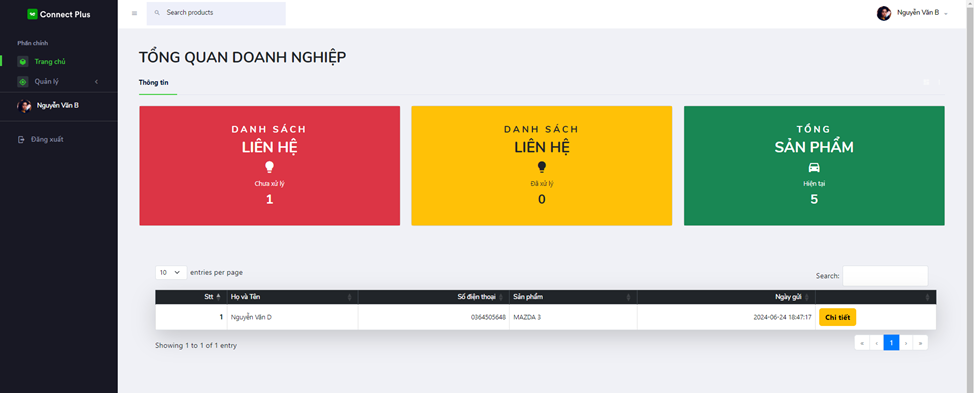 Connect Plus
Search products
Nguyễn Văn B
Phần chính
Trang chủ
Quản lý
Nguyễn Văn B
Đăng xuất
TỔNG QUAN DOANH NGHIỆP
Thông tin
DANH SÁCH
LIÊN HỆ
Chưa xử lý
1
DANH SÁCH
LIÊN HỆ
Đã xử lý
0
TỔNG
SẢN PHẨM
Hiện tại
5
10 entries per page
Search:
Stt Họ và Tên Số điện thoại Sản phẩm Ngày gửi
1 Nguyễn Văn D 0364505648 MAZDA 3 2024-06-24 18:47:17 Chi tiết
Showing 1 to 1 of 1 entry
« ‹ 1 › »